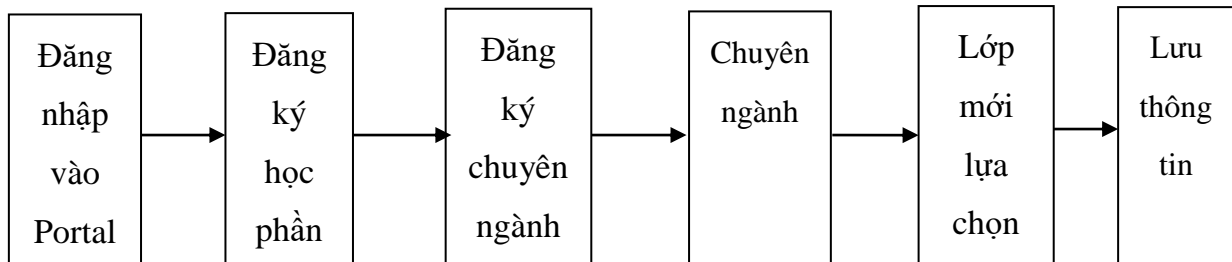 Đăng
nhập
vào
Portal
Đăng
ký
học
phần
Đăng
ký
chuyên
ngành
Chuyên
ngành
Lớp
mới
lựa
chọn
Lưu
thông
tin